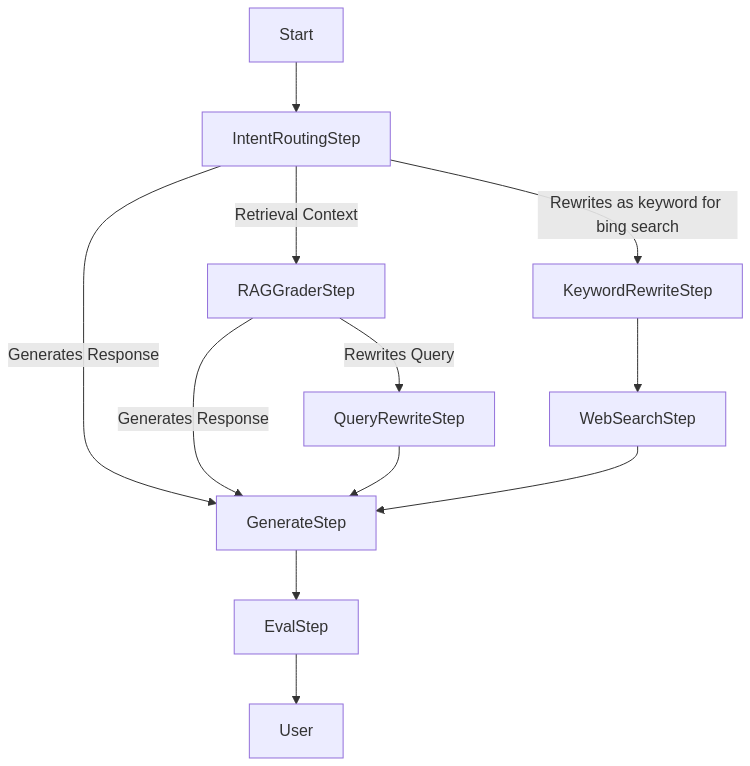 Start
IntentRoutingStep
Rewrites as keyword for
bing search
Retrieval Context
RAGGraderStep
KeywordRewriteStep
Generates Response
Rewrites Query
Generates Response
QueryRewriteStep
WebSearchStep
GenerateStep
EvalStep
User